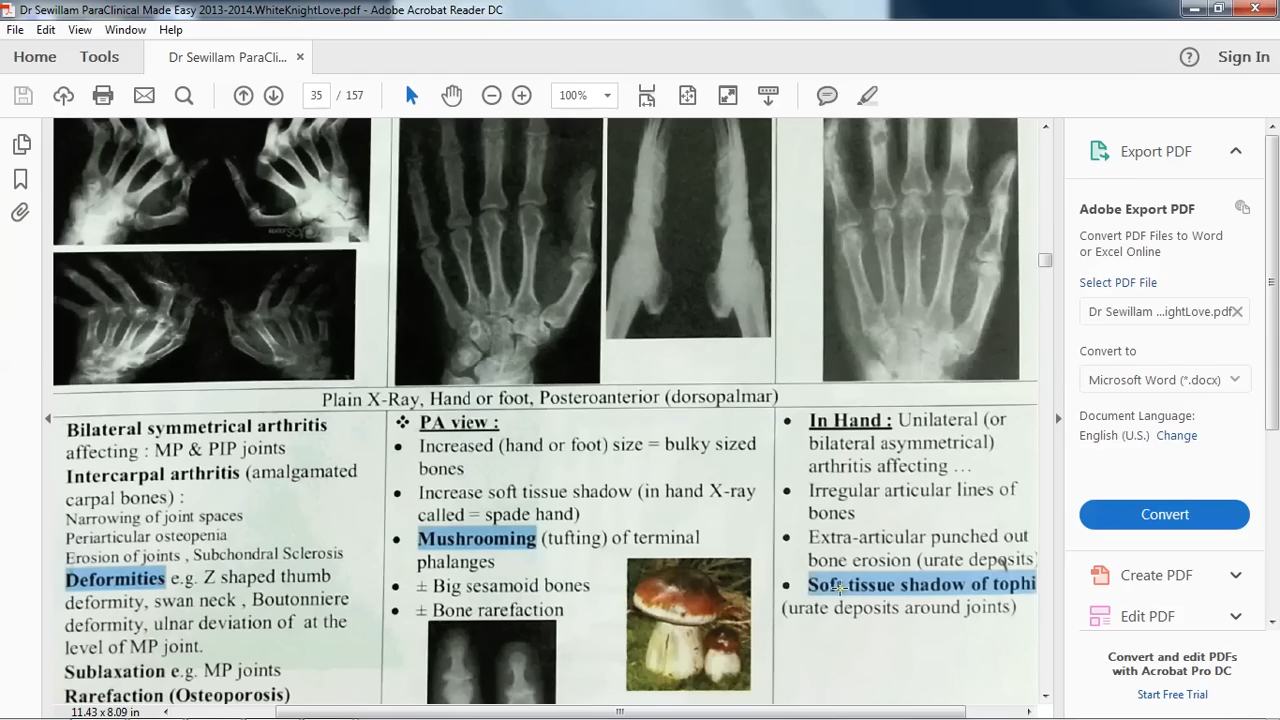 Dr Sewillam ParaClinical Made Easy 2013-2014.WhiteKnightLove.pdf - Adobe Acrobat Reader DC
File Edit View Window Help
Home Tools Dr Sewillam ParaCli... × Sign In
35 / 157 100%
Plain X-Ray, Hand or foot, Posteroanterior (dorsopalmar)
Bilateral symmetrical arthritis
affecting : MP & PIP joints
Intercarpal arthritis (amalgamated
carpal bones) :
Narrowing of joint spaces
Periarticular osteopenia
Erosion of joints , Subchondral Sclerosis
Deformities e.g. Z shaped thumb
deformity, swan neck , Boutonniere
deformity, ulnar deviation of at the
level of MP joint.
Sublaxation e.g. MP joints
Rarefaction (Osteoporosis)
❖ PA view :
• Increased (hand or foot) size = bulky sized
bones
• Increase soft tissue shadow (in hand X-ray
called = spade hand)
• Mushrooming (tufting) of terminal
phalanges
• ± Big sesamoid bones
• ± Bone rarefaction
• In Hand : Unilateral (or
bilateral asymmetrical)
arthritis affecting …
• Irregular articular lines of
bones
• Extra-articular punched out
bone erosion (urate deposits)
• Soft tissue shadow of tophi
(urate deposits around joints)
11.43 x 8.09 in
Export PDF
Adobe Export PDF
Convert PDF Files to Word
or Excel Online
Select PDF File
Dr Sewillam ...ightLove.pdf
Convert to
Microsoft Word (*.docx)
Document Language:
English (U.S.) Change
Convert
Create PDF
Edit PDF
Convert and edit PDFs
with Acrobat Pro DC
Start Free Trial